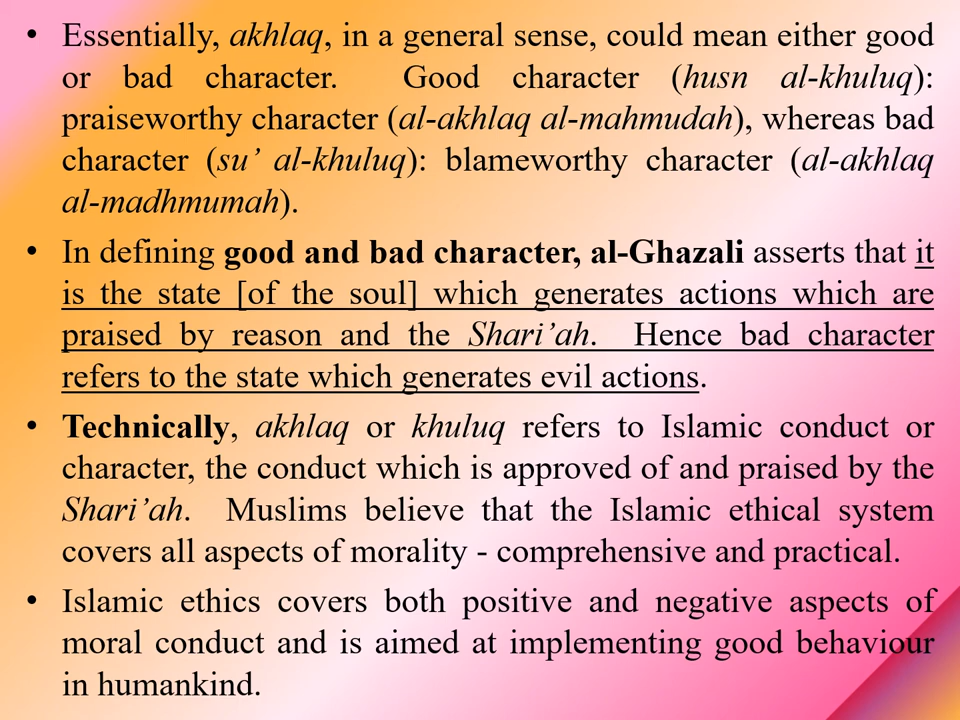 • Essentially, akhlaq, in a general sense, could mean either good
or bad character.  Good character (husn al-khuluq):
praiseworthy character (al-akhlaq al-mahmudah), whereas bad
character (su’ al-khuluq): blameworthy character (al-akhlaq
al-madhmumah).
• In defining good and bad character, al-Ghazali asserts that it
is the state [of the soul] which generates actions which are
praised by reason and the Shari’ah.  Hence bad character
refers to the state which generates evil actions.
• Technically, akhlaq or khuluq refers to Islamic conduct or
character, the conduct which is approved of and praised by the
Shari’ah.  Muslims believe that the Islamic ethical system
covers all aspects of morality - comprehensive and practical.
• Islamic ethics covers both positive and negative aspects of
moral conduct and is aimed at implementing good behaviour
in humankind.